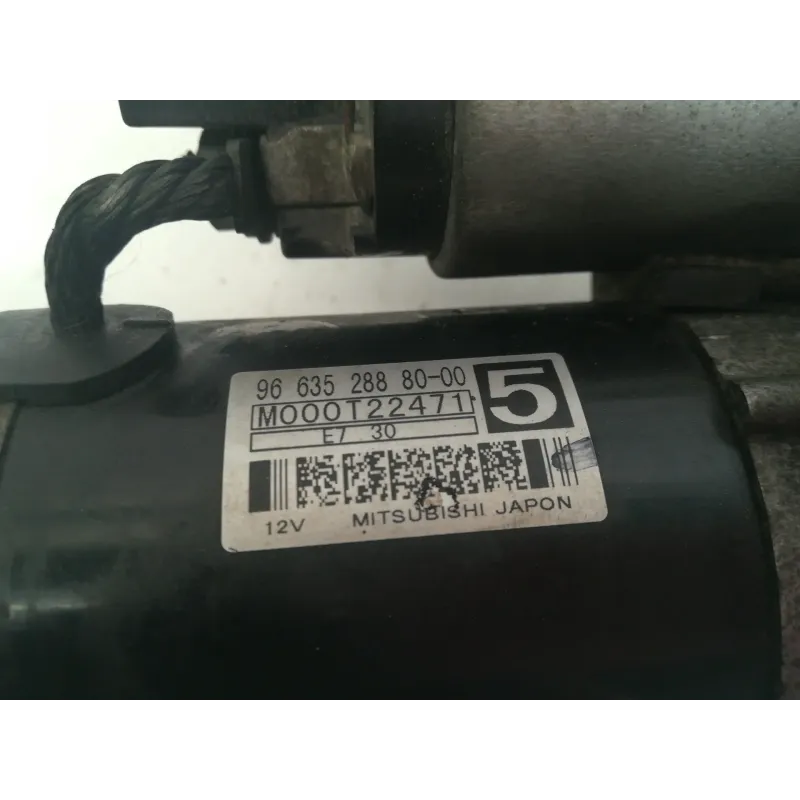 96 635 288 80-00
5
M000T22471
E7 30
12V MITSUBISHI JAPON